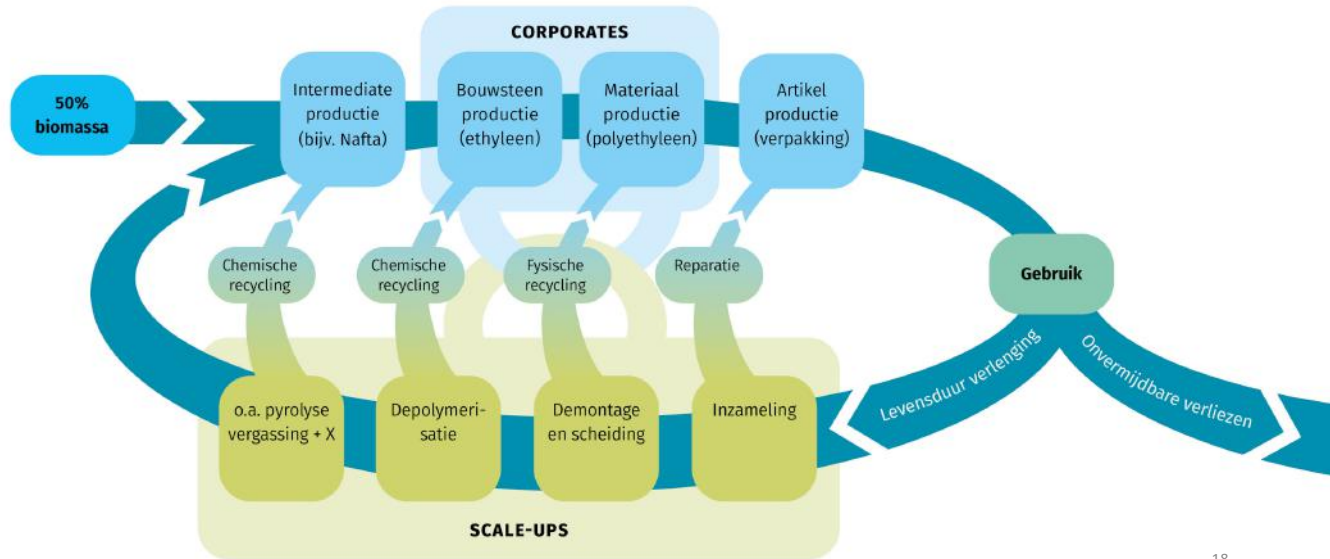 CORPORATES
50%
biomassa
Intermediate
productie
(bijv. Nafta)
Bouwsteen
productie
(ethyleen)
Materiaal
productie
(polyethyleen)
Artikel
productie
(verpakking)
Chemische
recycling
Chemische
recycling
Fysische
recycling
Reparatie
Gebruik
Levensduur verlenging
Onvermijdbare verliezen
o.a. pyrolyse
vergassing + X
Depolymeri-
satie
Demontage
en scheiding
Inzameling
SCALE-UPS
18